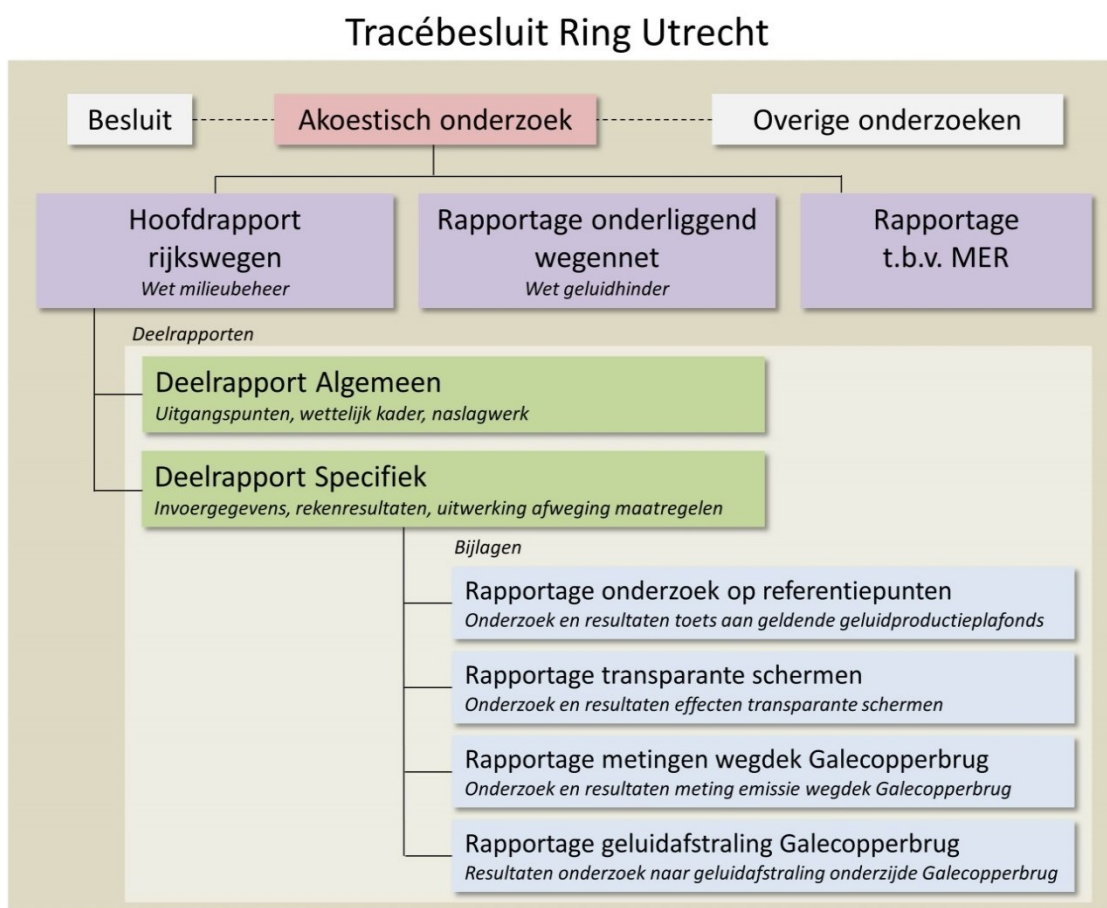 Tracébesluit Ring Utrecht
Besluit
Akoestisch onderzoek
Overige onderzoeken
Hoofdrapport
rijkswegen
Wet milieubeheer
Rapportage onderliggend
wegennet
Wet geluidhinder
Rapportage
t.b.v. MER
Deelrapporten
Deelrapport Algemeen
Uitgangspunten, wettelijk kader, naslagwerk
Deelrapport Specifiek
Invoergegevens, rekenresultaten, uitwerking afweging maatregelen
Bijlagen
Rapportage onderzoek op referentiepunten
Onderzoek en resultaten toets aan geldende geluidproductieplafonds
Rapportage transparante schermen
Onderzoek en resultaten effecten transparante schermen
Rapportage metingen wegdek Galecopperbrug
Onderzoek en resultaten meting emissie wegdek Galecopperbrug
Rapportage geluidafstraling Galecopperbrug
Resultaten onderzoek naar geluidafstraling onderzijde Galecopperbrug